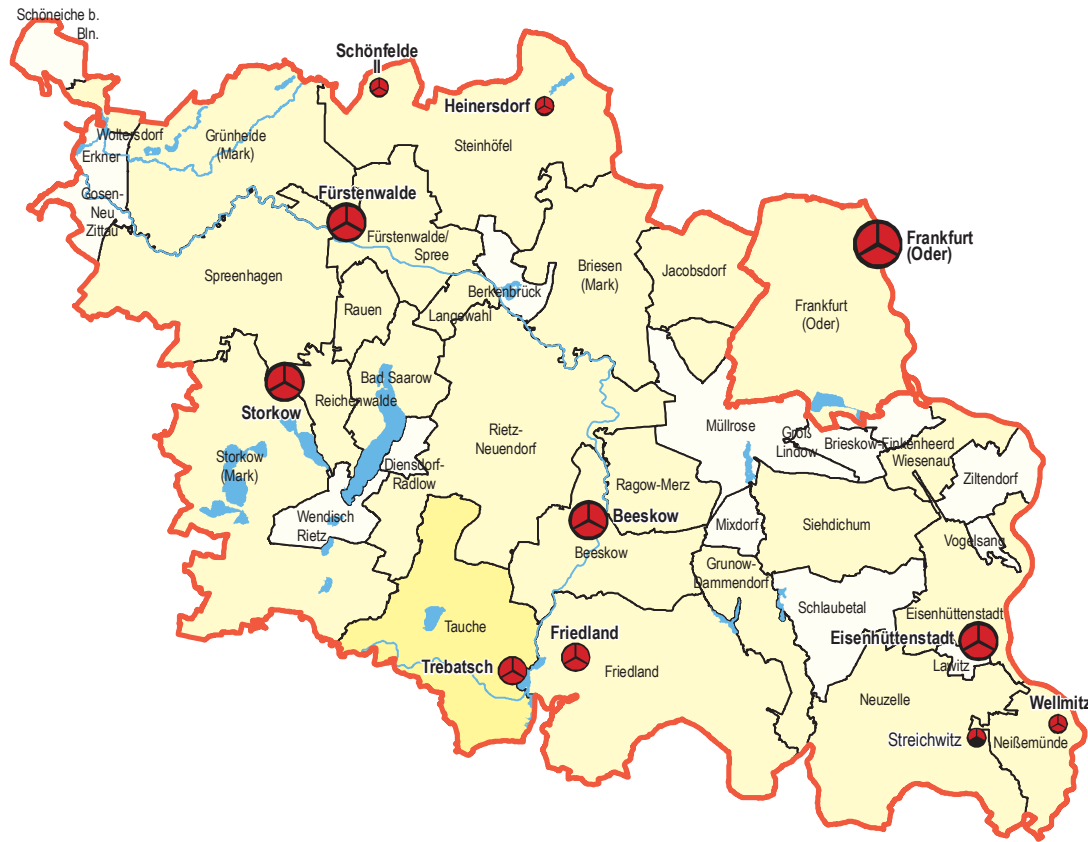 Schöneiche b.
Bln.
Schönfelde
Heinersdorf
Woltersdorf
Grünheide
(Mark)
Steinhöfel
Erkner
Gosen-
Neu
Zittau
Fürstenwalde
Fürstenwalde/
Spree
Frankfurt
(Oder)
Spreenhagen
Briesen
(Mark)
Jacobsdorf
Berkenbrück
Rauen
Langewahl
Frankfurt
(Oder)
Bad Saarow
Storkow
Reichenwalde
Müllrose
Rietz-
Neuendorf
Groß
Lindow
Brieskow-Finkenheerd
Wiesenau
Storkow
(Mark)
Diensdorf-
Radlow
Ragow-Merz
Ziltendorf
Wendisch
Rietz
Beeskow
Mixdorf
Siehdichum
Vogelsang
Beeskow
Grunow-
Dammendorf
Schlaubetal
Eisenhüttenstadt
Tauche
Friedland
Eisenhüttenstadt
Trebatsch
Friedland
Lawitz
Neuzelle
Wellmitz
Streichwitz
Neißemünde